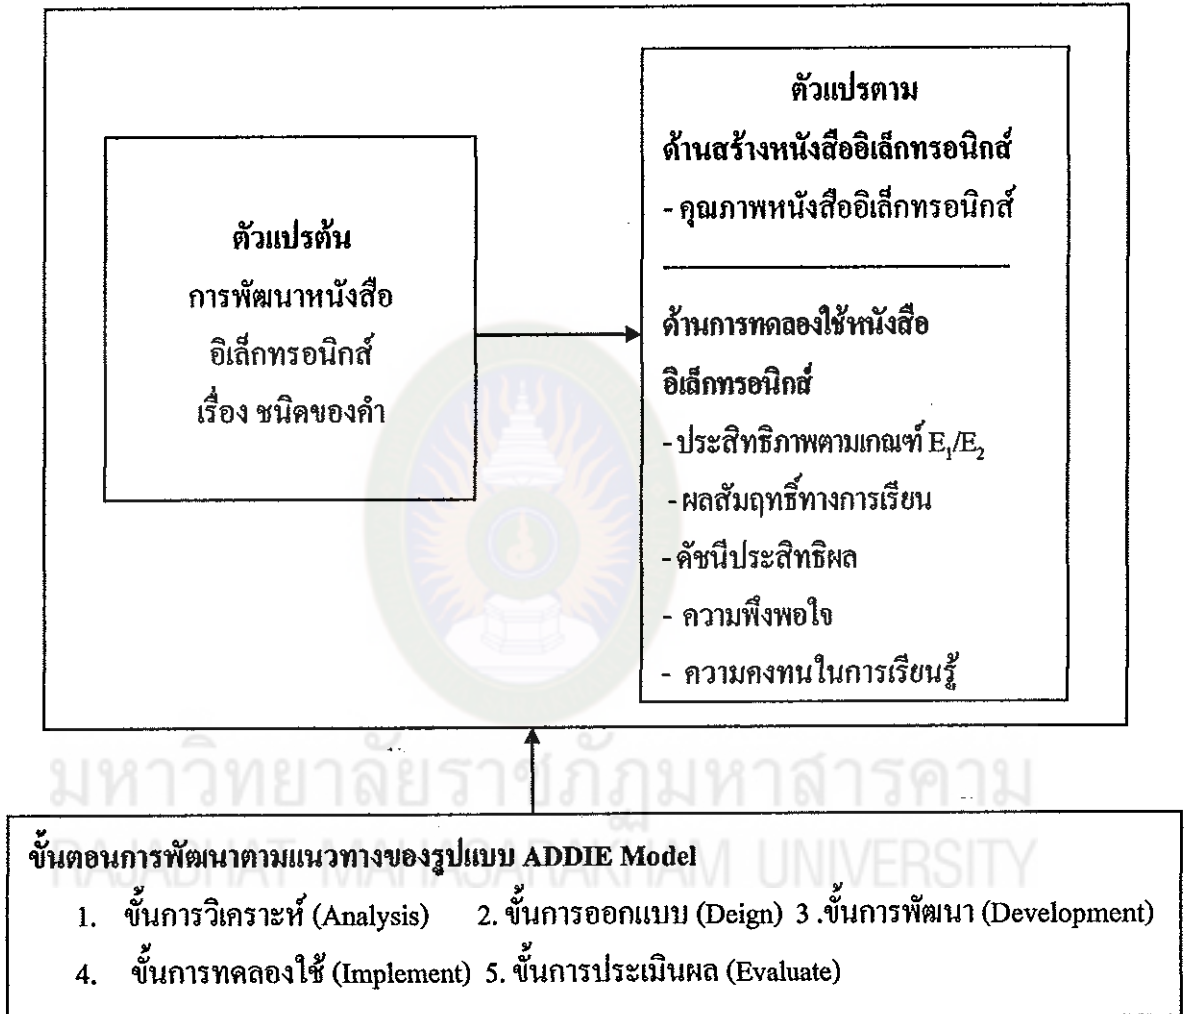 ตัวแปรต้น
การพัฒนาหนังสือ
อิเล็กทรอนิกส์
เรื่อง ชนิดของคำ
ตัวแปรตาม
ด้านสร้างหนังสืออิเล็กทรอนิกส์
- คุณภาพหนังสืออิเล็กทรอนิกส์
ด้านการทดลองใช้หนังสือ
อิเล็กทรอนิกส์
- ประสิทธิภาพตามเกณฑ์ E₁/E₂
- ผลสัมฤทธิ์ทางการเรียน
- ดัชนีประสิทธิผล
- ความพึงพอใจ
- ความคงทนในการเรียนรู้
มหาวิทยาลัยราชภัฏมหาสารคาม
RAJABHAT MAHASARAKHAM UNIVERSITY
ขั้นตอนการพัฒนาตามแนวทางของรูปแบบ ADDIE Model
1. ขั้นการวิเคราะห์ (Analysis) 2. ขั้นการออกแบบ (Deign) 3 .ขั้นการพัฒนา (Development)
4. ขั้นการทดลองใช้ (Implement) 5. ขั้นการประเมินผล (Evaluate)